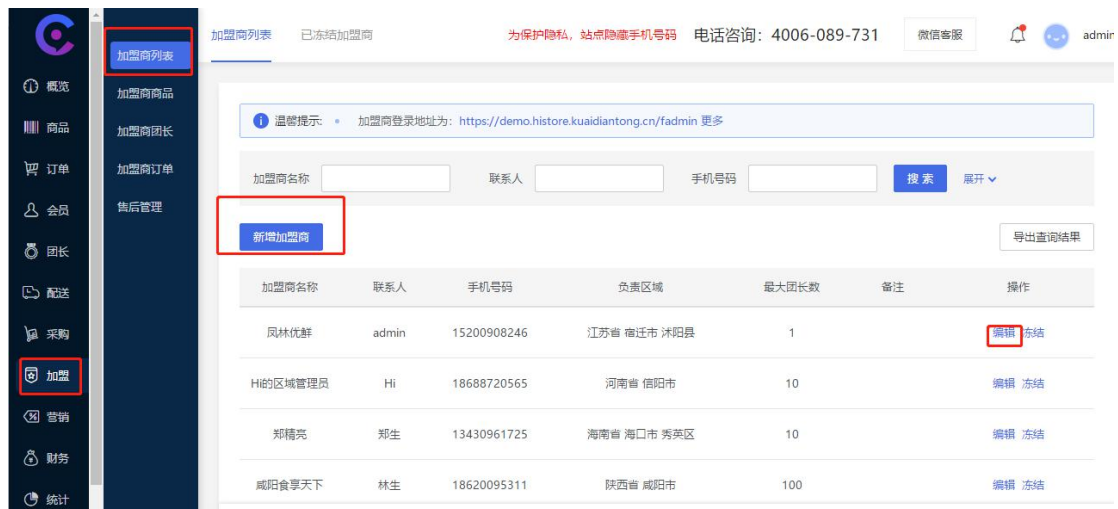 加盟商列表 已冻结加盟商 为保护隐私，站点隐藏手机号码 电话咨询：4006-089-731 微信客服 admin
概览
商品
订单
会员
团长
配送
采购
加盟
营销
财务
统计
加盟商列表
加盟商商品
加盟商团长
加盟商订单
售后管理
温馨提示: 加盟商登录地址为：https://demo.histore.kuaidiantong.cn/fadmin 更多
加盟商名称 联系人 手机号码 搜索 展开
新增加盟商 导出查询结果
加盟商名称 联系人 手机号码 负责区域 最大团长数 备注 操作
凤林优鲜 admin 15200908246 江苏省 宿迁市 沭阳县 1 编辑 冻结
Hi的区域管理员 Hi 18688720565 河南省 信阳市 10 编辑 冻结
郑精亮 郑生 13430961725 海南省 海口市 秀英区 10 编辑 冻结
咸阳食享天下 林生 18620095311 陕西省 咸阳市 100 编辑 冻结